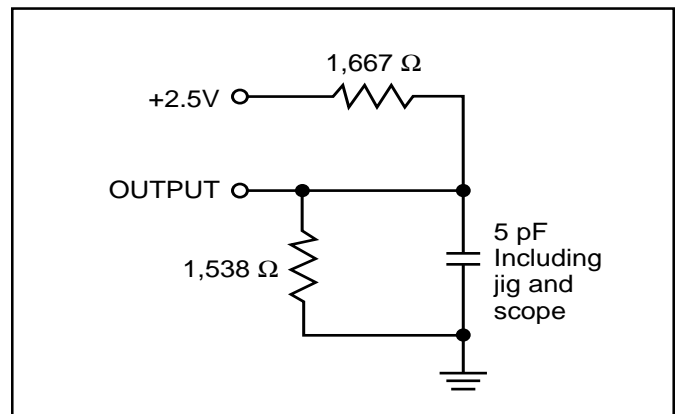 1,667 Ω
+2.5V
OUTPUT
1,538 Ω
5 pF
Including
jig and
scope